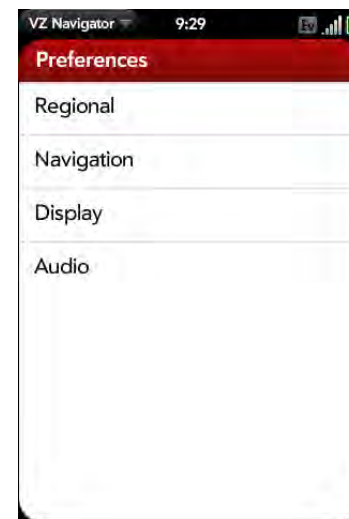 VZ Navigator 9:29 Ev
Preferences
Regional
Navigation
Display
Audio